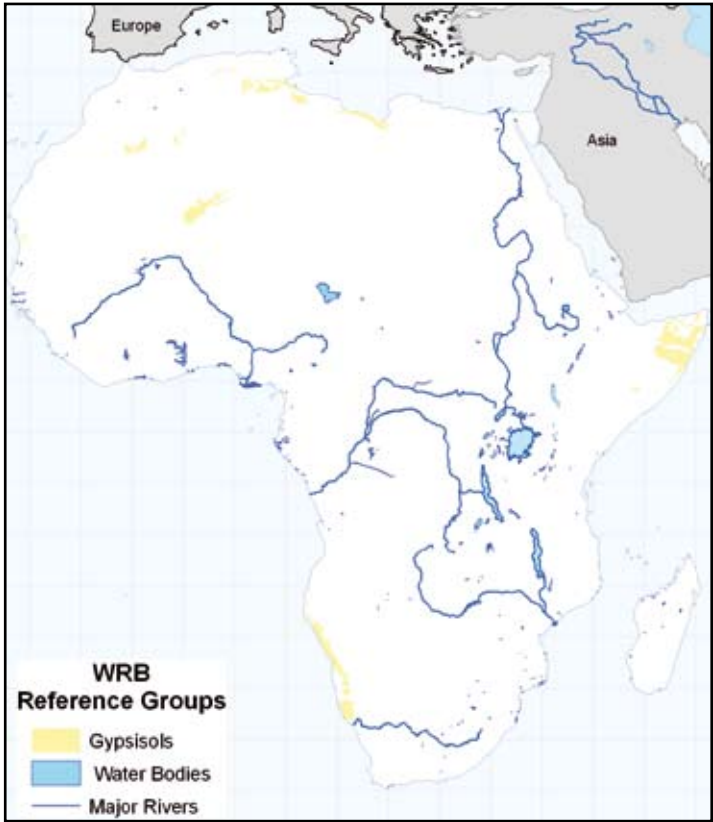 Europe
Asia
WRB
Reference Groups
Gypsisols
Water Bodies
Major Rivers